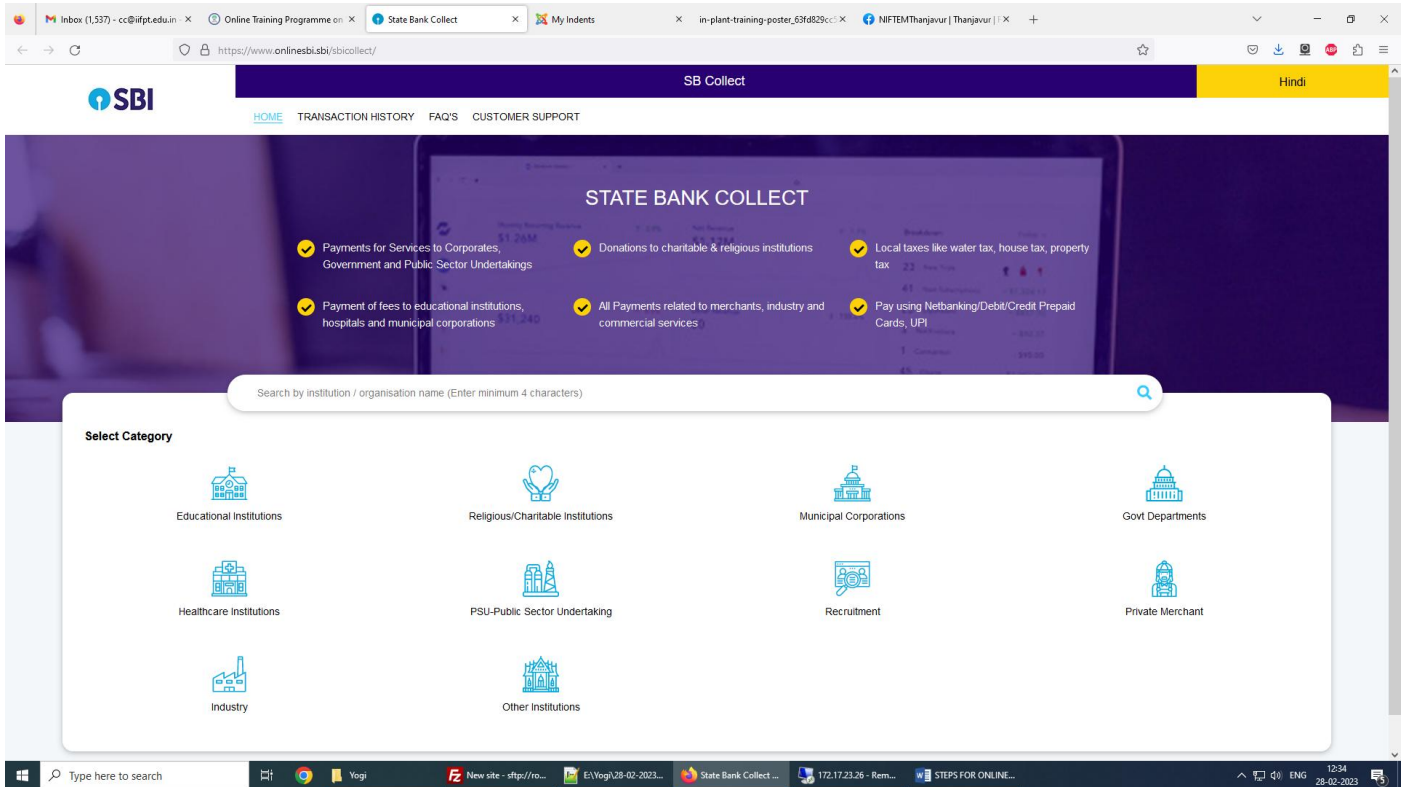 Inbox (1,537) - cc@iifpt.edu.in
Online Training Programme on
State Bank Collect
My Indents
in-plant-training-poster_63fd829cc
NIFTEMThanjavur | Thanjavur |
https://www.onlinesbi.sbi/sbicollect/
SBI
SB Collect
Hindi
HOME TRANSACTION HISTORY FAQ'S CUSTOMER SUPPORT
STATE BANK COLLECT
Payments for Services to Corporates,
Government and Public Sector Undertakings
Donations to charitable & religious institutions
Local taxes like water tax, house tax, property
tax
Payment of fees to educational institutions,
hospitals and municipal corporations
All Payments related to merchants, industry and
commercial services
Pay using Netbanking/Debit/Credit Prepaid
Cards, UPI
Search by institution / organisation name (Enter minimum 4 characters)
Select Category
Educational Institutions
Religious/Charitable Institutions
Municipal Corporations
Govt Departments
Healthcare Institutions
PSU-Public Sector Undertaking
Recruitment
Private Merchant
Industry
Other Institutions
Type here to search
Yogi
New site - sftp://ro...
E:\Yogi\28-02-2023...
State Bank Collect ...
172.17.23.26 - Rem...
STEPS FOR ONLINE...
ENG
12:34
28-02-2023